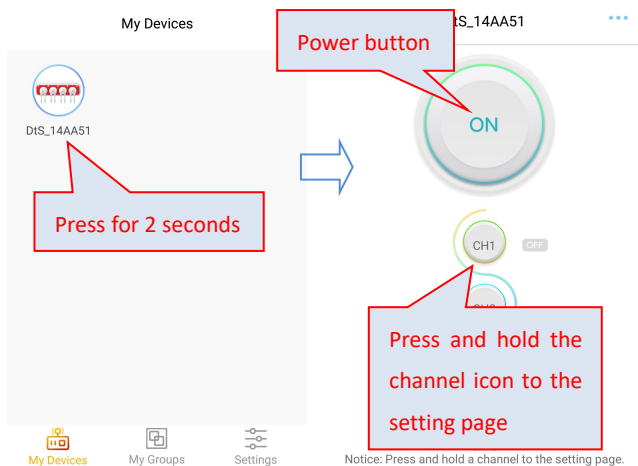 My Devices
DtS_14AA51
Press for 2 seconds
My Devices
My Groups
Settings
Power button
tS_14AA51
ON
CH1
OFF
Press and hold the
channel icon to the
setting page
Notice: Press and hold a channel to the setting page.